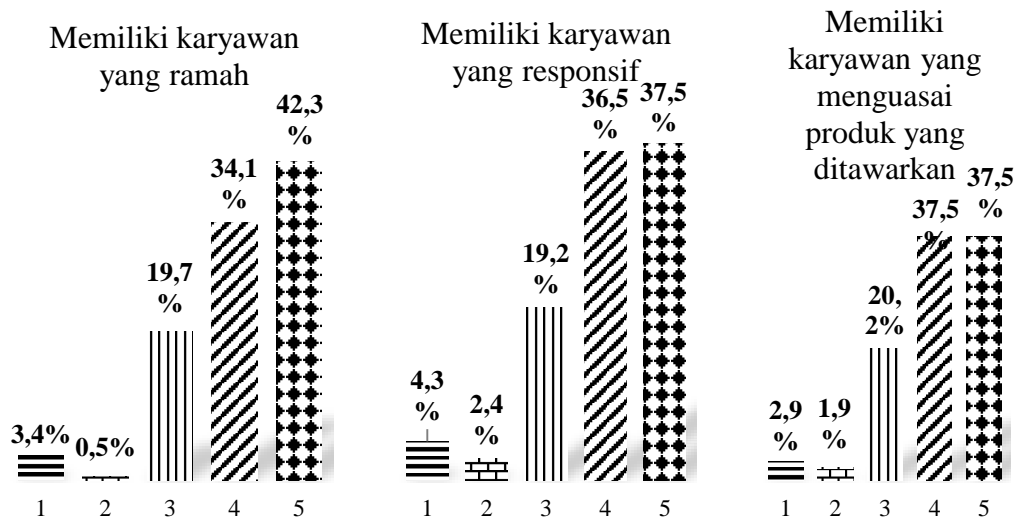 Memiliki karyawan
yang ramah
42,3
%
34,1
%
19,7
%
3,4%
0,5%
1 2 3 4 5
Memiliki karyawan
yang responsif
36,5
%
37,5
%
19,2
%
4,3
%
2,4
%
1 2 3 4 5
Memiliki
karyawan yang
menguasai
produk yang
ditawarkan
37,5
%
37,5
%
20,
2%
2,9
%
1,9
%
1 2 3 4 5